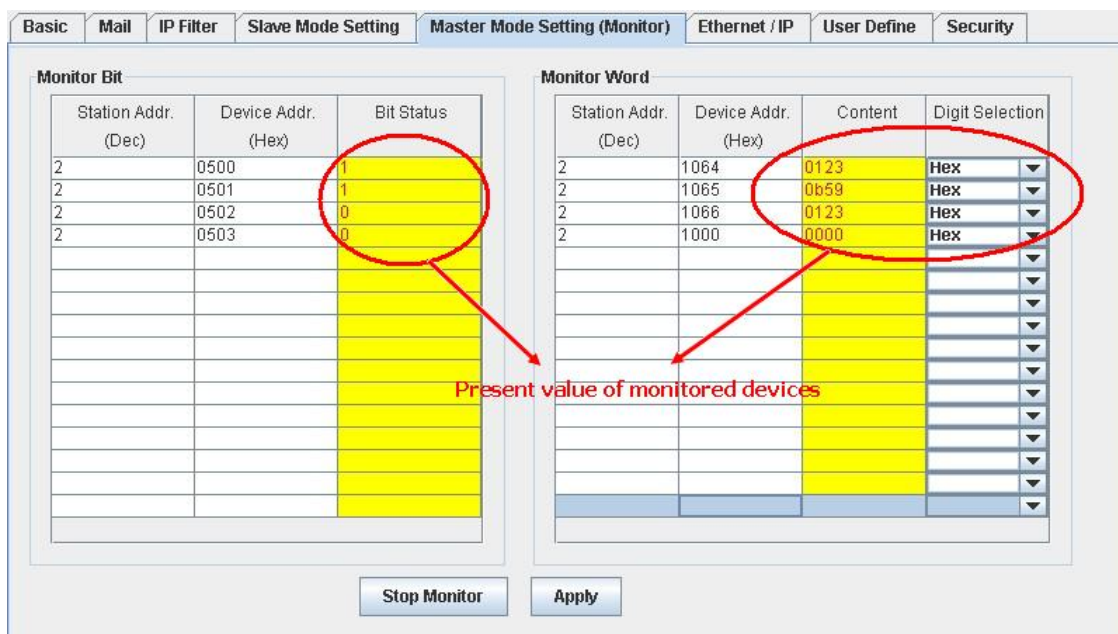 Basic Mail IP Filter Slave Mode Setting Master Mode Setting (Monitor) Ethernet / IP User Define Security
Monitor Bit
Station Addr. (Dec) Device Addr. (Hex) Bit Status
2 0500 1
2 0501 1
2 0502 0
2 0503 0
Monitor Word
Station Addr. (Dec) Device Addr. (Hex) Content Digit Selection
2 1064 0123 Hex
2 1065 0b59 Hex
2 1066 0123 Hex
2 1000 0000 Hex
Present value of monitored devices
Stop Monitor Apply